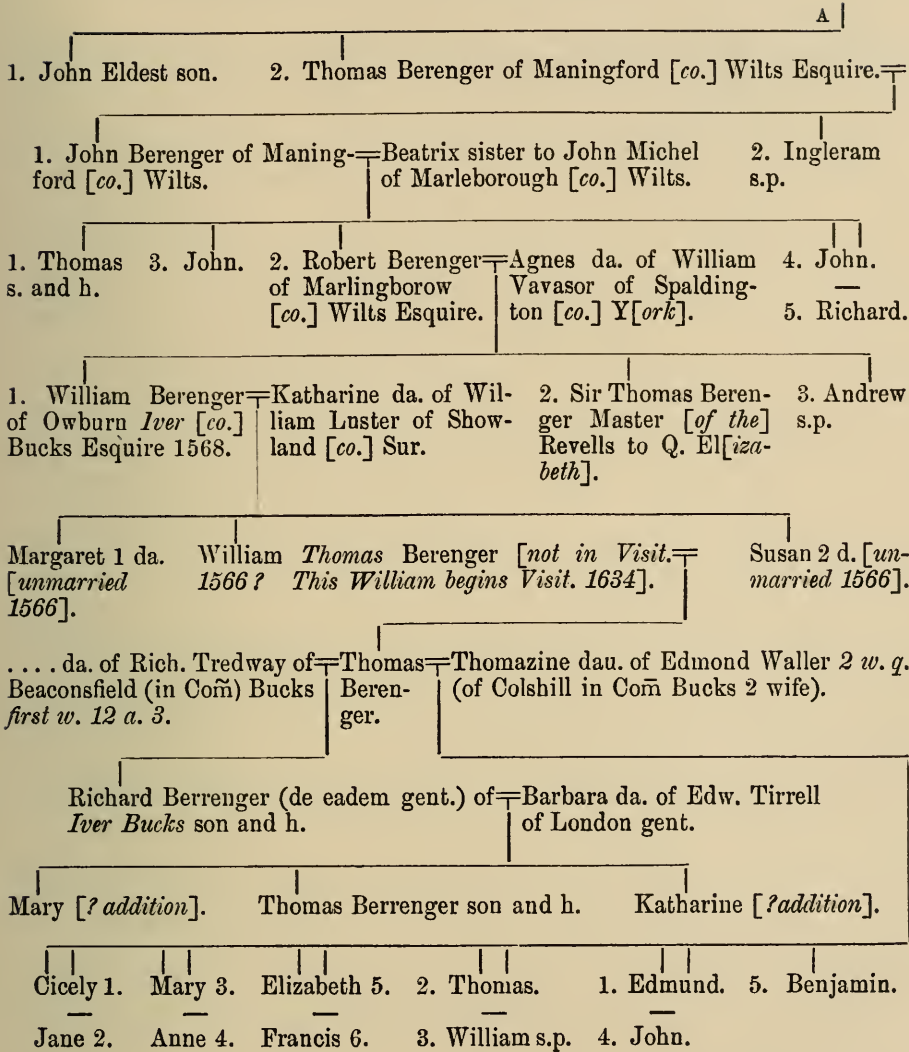 A
1. John Eldest son. 2. Thomas Berenger of Maningford [co.] Wilts Esquire.
1. John Berenger of Maning- Beatrix sister to John Michel 2. Ingleram
ford [co.] Wilts. of Marleborough [co.] Wilts. s.p.
1. Thomas 3. John. 2. Robert Berenger Agnes da. of William 4. John.
s. and h. of Marlingborow Vavasor of Spalding- —
[co.] Wilts Esquire. ton [co.] Y[ork]. 5. Richard.
1. William Berenger Katharine da. of Wil- 2. Sir Thomas Beren- 3. Andrew
of Owburn Iver [co.] liam Luster of Show- ger Master [of the] s.p.
Bucks Esquire 1568. land [co.] Sur. Revells to Q. El[iza-
beth].
Margaret 1 da. William Thomas Berenger [not in Visit. Susan 2 d. [un-
[unmarried 1566? This William begins Visit. 1634]. married 1566].
1566].
.... da. of Rich. Tredway of Thomas Thomazine dau. of Edmond Waller 2 w. q.
Beaconsfield (in Com̃) Bucks Beren- (of Colshill in Com̃ Bucks 2 wife).
first w. 12 a. 3. ger.
Richard Berrenger (de eadem gent.) of Barbara da. of Edw. Tirrell
Iver Bucks son and h. of London gent.
Mary [? addition]. Thomas Berrenger son and h. Katharine [?addition].
Cicely 1. Mary 3. Elizabeth 5. 2. Thomas. 1. Edmund. 5. Benjamin.
— — — — —
Jane 2. Anne 4. Francis 6. 3. William s.p. 4. John.